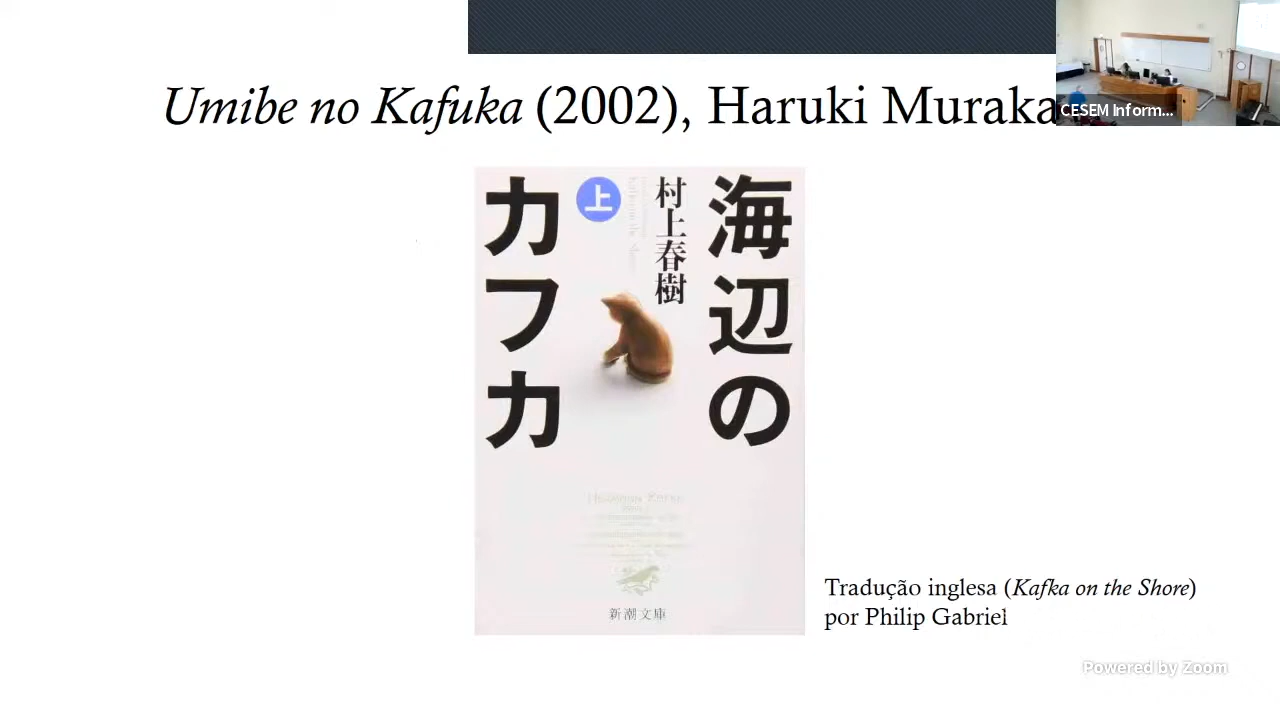 Umibe no Kafuka (2002), Haruki Muraka
CESEM Inform...
海辺の
村上春樹
上
カフカ
新潮文庫
Tradução inglesa (Kafka on the Shore)
por Philip Gabriel
Powered by Zoom